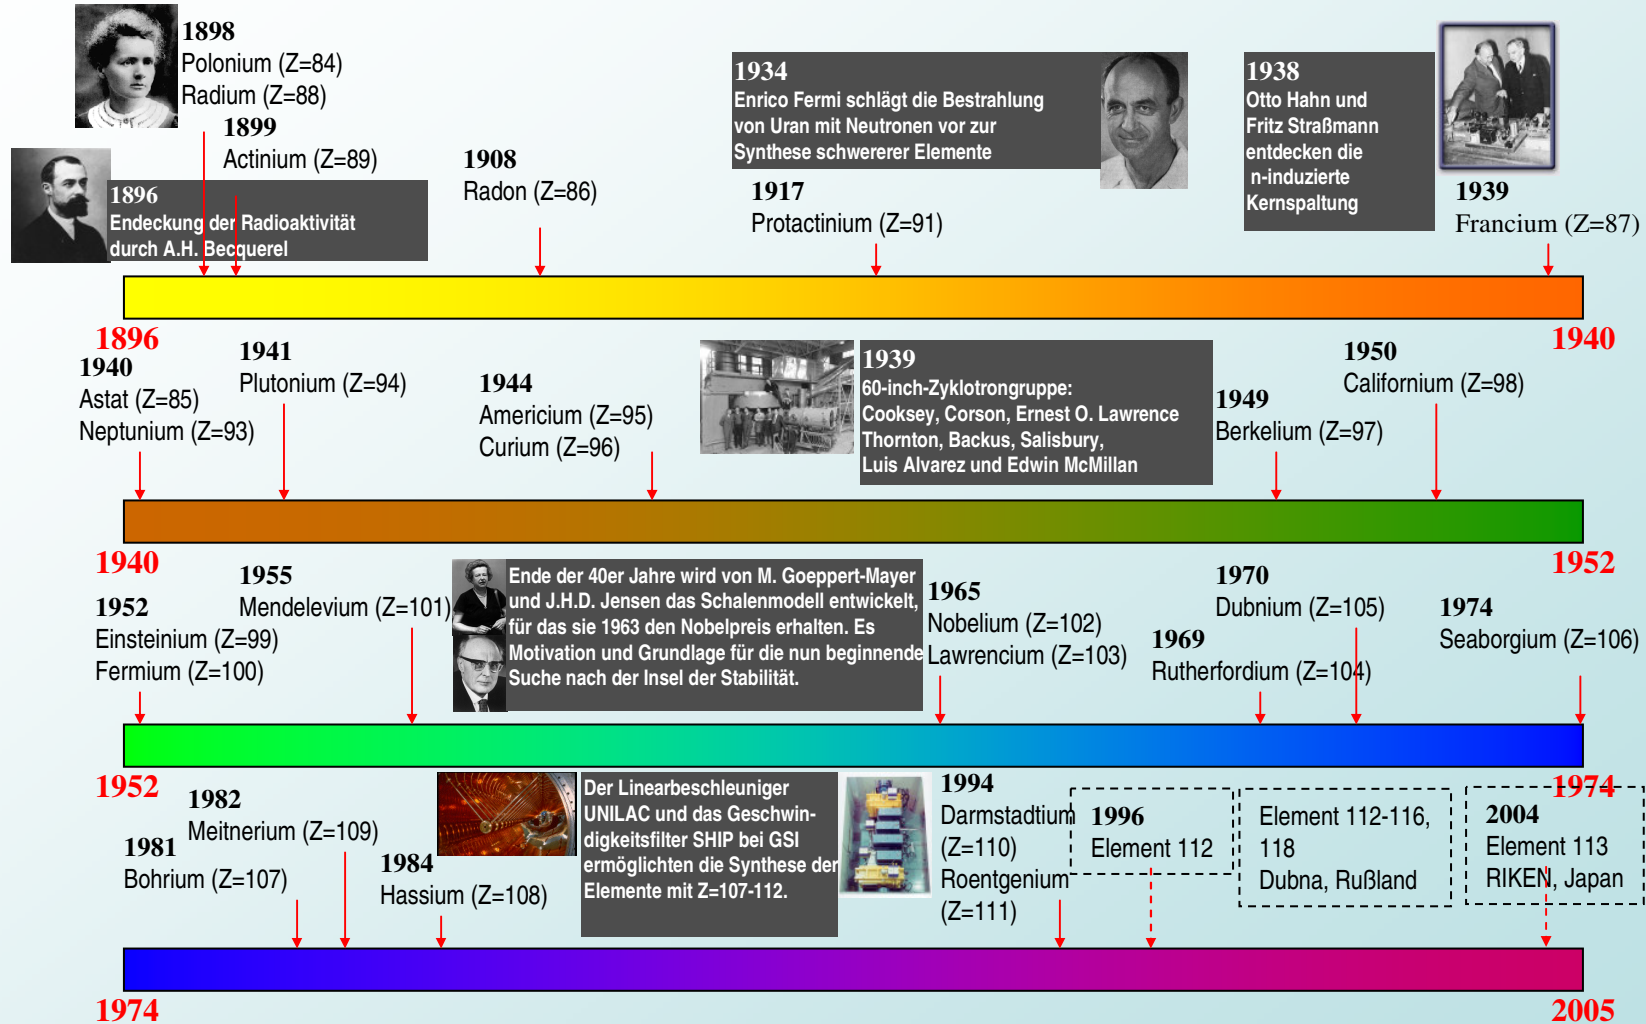 1898
Polonium (Z=84)
Radium (Z=88)
1899
Actinium (Z=89)
1896
Endeckung der Radioaktivität
durch A.H. Becquerel
1908
Radon (Z=86)
1934
Enrico Fermi schlägt die Bestrahlung
von Uran mit Neutronen vor zur
Synthese schwererer Elemente
1917
Protactinium (Z=91)
1938
Otto Hahn und
Fritz Straßmann
entdecken die
n-induzierte
Kernspaltung
1939
Francium (Z=87)
1896
1940
1940
Astat (Z=85)
Neptunium (Z=93)
1941
Plutonium (Z=94)
1944
Americium (Z=95)
Curium (Z=96)
1939
60-inch-Zyklotrongruppe:
Cooksey, Corson, Ernest O. Lawrence
Thornton, Backus, Salisbury,
Luis Alvarez und Edwin McMillan
1949
Berkelium (Z=97)
1950
Californium (Z=98)
1940
1952
1952
Einsteinium (Z=99)
Fermium (Z=100)
1955
Mendelevium (Z=101)
Ende der 40er Jahre wird von M. Goeppert-Mayer
und J.H.D. Jensen das Schalenmodell entwickelt,
für das sie 1963 den Nobelpreis erhalten. Es
Motivation und Grundlage für die nun beginnende
Suche nach der Insel der Stabilität.
1965
Nobelium (Z=102)
Lawrencium (Z=103)
1969
Rutherfordium (Z=104)
1970
Dubnium (Z=105)
1974
Seaborgium (Z=106)
1952
1974
1981
Bohrium (Z=107)
1982
Meitnerium (Z=109)
1984
Hassium (Z=108)
Der Linearbeschleuniger
UNILAC und das Geschwin-
digkeitsfilter SHIP bei GSI
ermöglichten die Synthese der
Elemente mit Z=107-112.
1994
Darmstadtium
(Z=110)
Roentgenium
(Z=111)
1996
Element 112
Element 112-116,
118
Dubna, Rußland
2004
Element 113
RIKEN, Japan
1974
2005